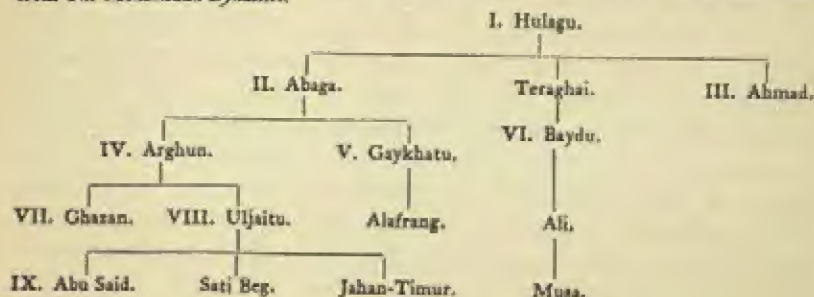 I. Hulagu.
II. Abaga. Teraghai. III. Ahmad.
IV. Arghun. V. Gaykhatu. VI. Baydu.
VII. Ghazan. VIII. Uljaitu. Alafrang. Ali.
IX. Abu Said. Sati Beg. Jahan-Timur. Musa.